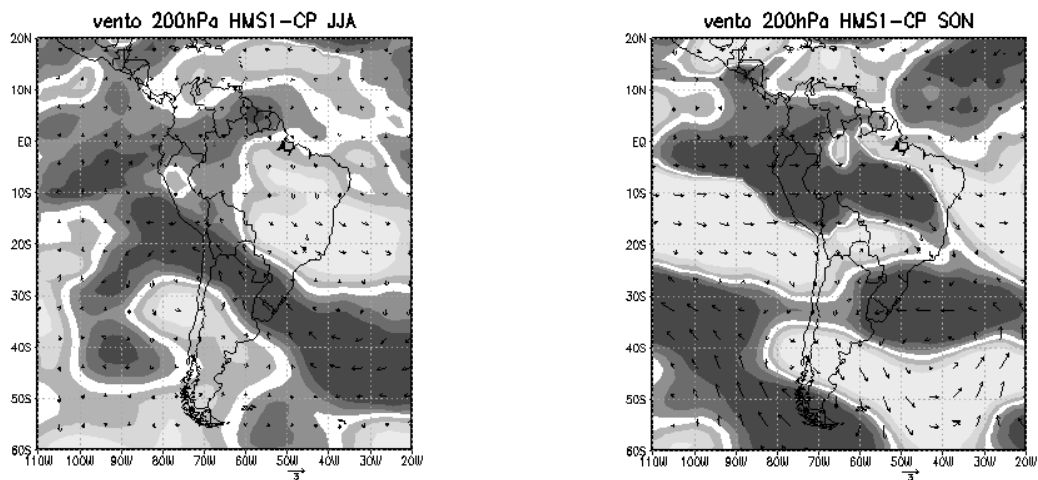 vento 200hPa HMS1-CP JJA
20N
10N
EQ
10S
20S
30S
40S
50S
60S
110W 100W 90W 80W 70W 60W 50W 40W 30W 20W
3
vento 200hPa HMS1-CP SON
20N
10N
EQ
10S
20S
30S
40S
50S
60S
110W 100W 90W 80W 70W 60W 50W 40W 30W 20W
3